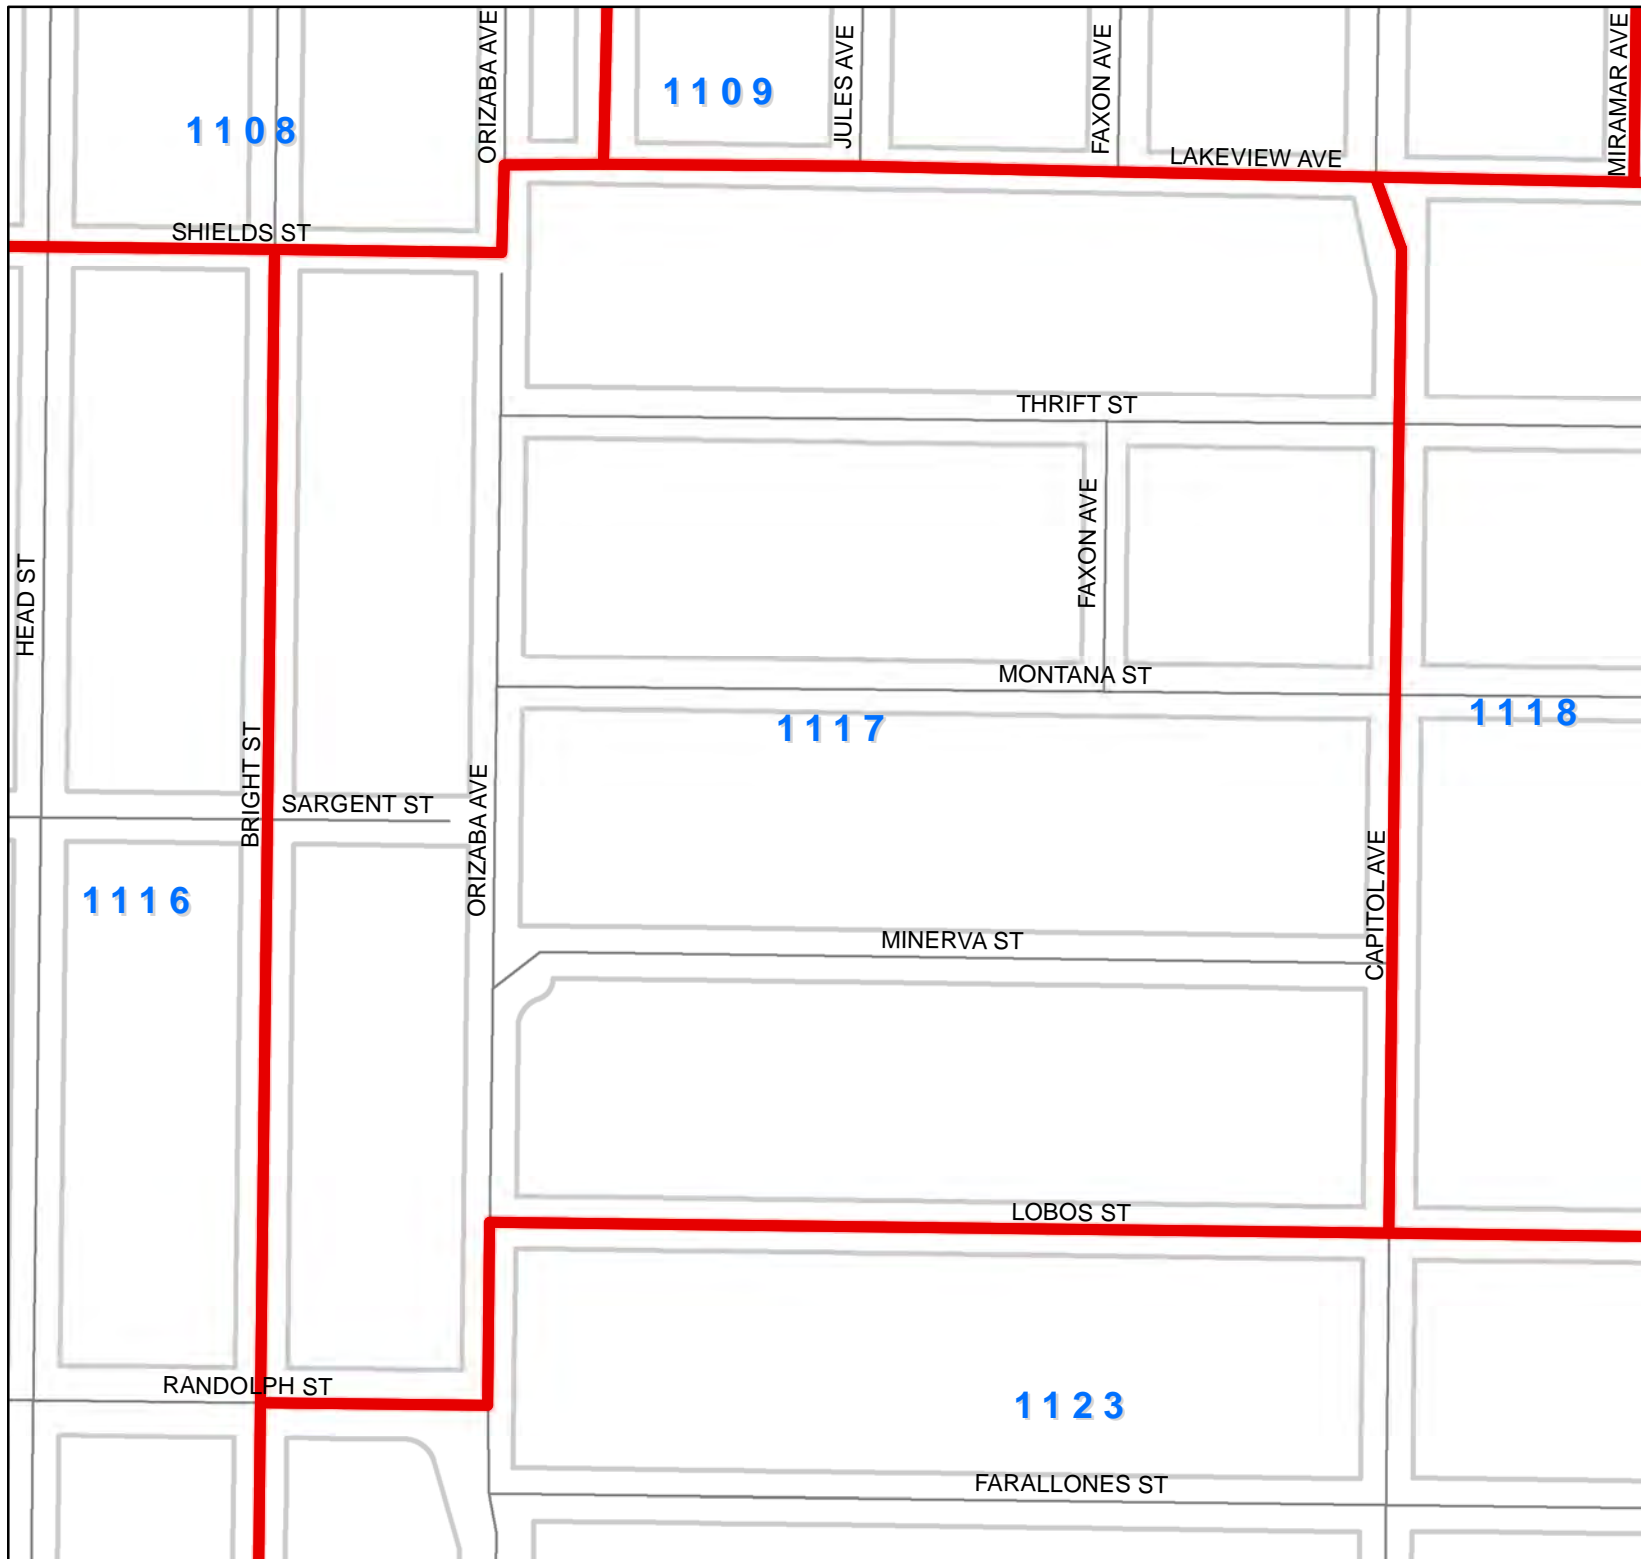 ORIZABA AVE
JULES AVE
FAXON AVE
MIRAMAR AVE
1109
1108
LAKEVIEW AVE
SHIELDS ST
THRIFT ST
FAXON AVE
HEAD ST
MONTANA ST
1118
1117
BRIGHT ST
SARGENT ST
ORIZABA AVE
CAPITOL AVE
1116
MINERVA ST
LOBOS ST
RANDOLPH ST
1123
FARALLONES ST